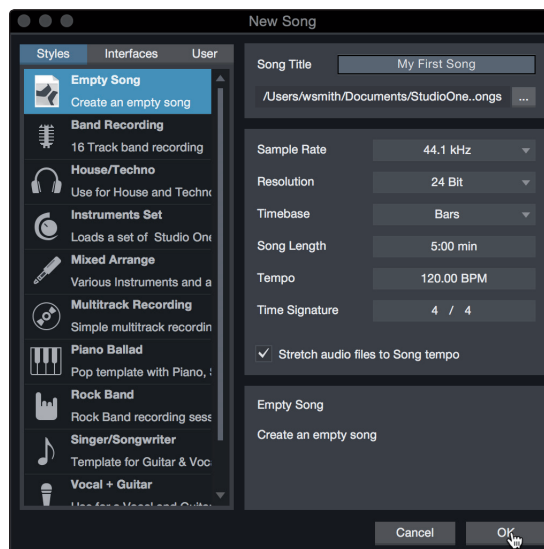 New Song
Styles Interfaces User
Empty Song
Create an empty song
Band Recording
16 Track band recording
House/Techno
Use for House and Techno
Instruments Set
Loads a set of Studio One
Mixed Arrange
Various Instruments and a
Multitrack Recording
Simple multitrack recordin
Piano Ballad
Pop template with Piano,
Rock Band
Rock Band recording sess
Singer/Songwriter
Template for Guitar & Voc
Vocal + Guitar
Song Title My First Song
/Users/wsmith/Documents/StudioOne..ongs ...
Sample Rate 44.1 kHz
Resolution 24 Bit
Timebase Bars
Song Length 5:00 min
Tempo 120.00 BPM
Time Signature 4 / 4
Stretch audio files to Song tempo
Empty Song
Create an empty song
Cancel OK